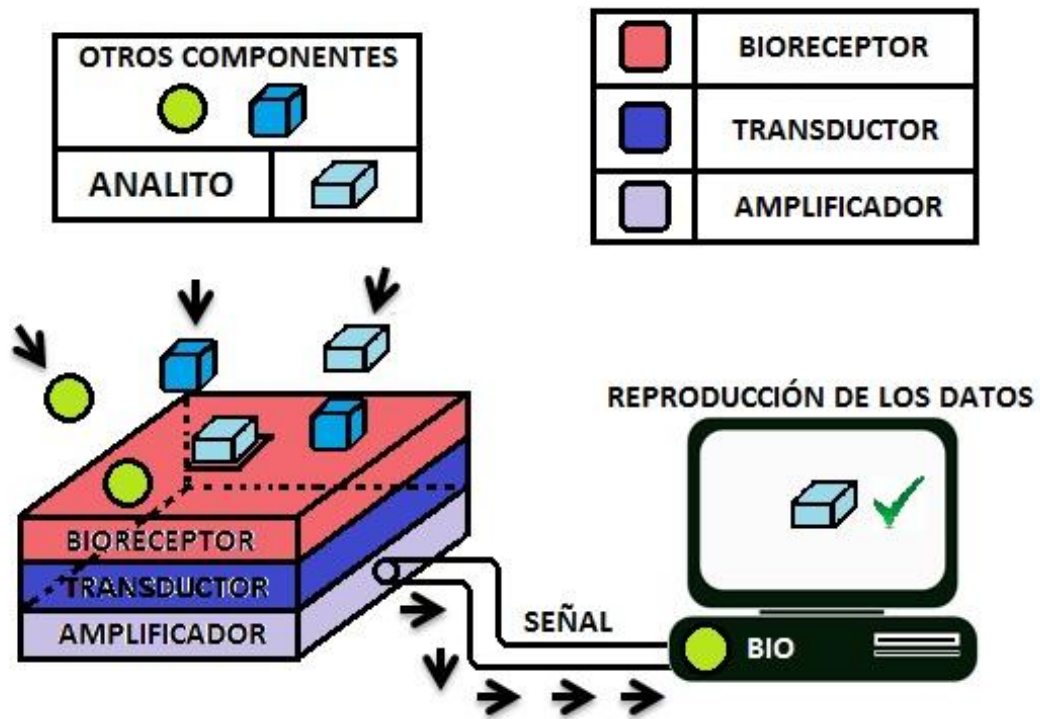 OTROS COMPONENTES
ANALITO
BIORECEPTOR
TRANSDUCTOR
AMPLIFICADOR
REPRODUCCIÓN DE LOS DATOS
BIORECEPTOR
TRANSDUCTOR
AMPLIFICADOR
SEÑAL
BIO